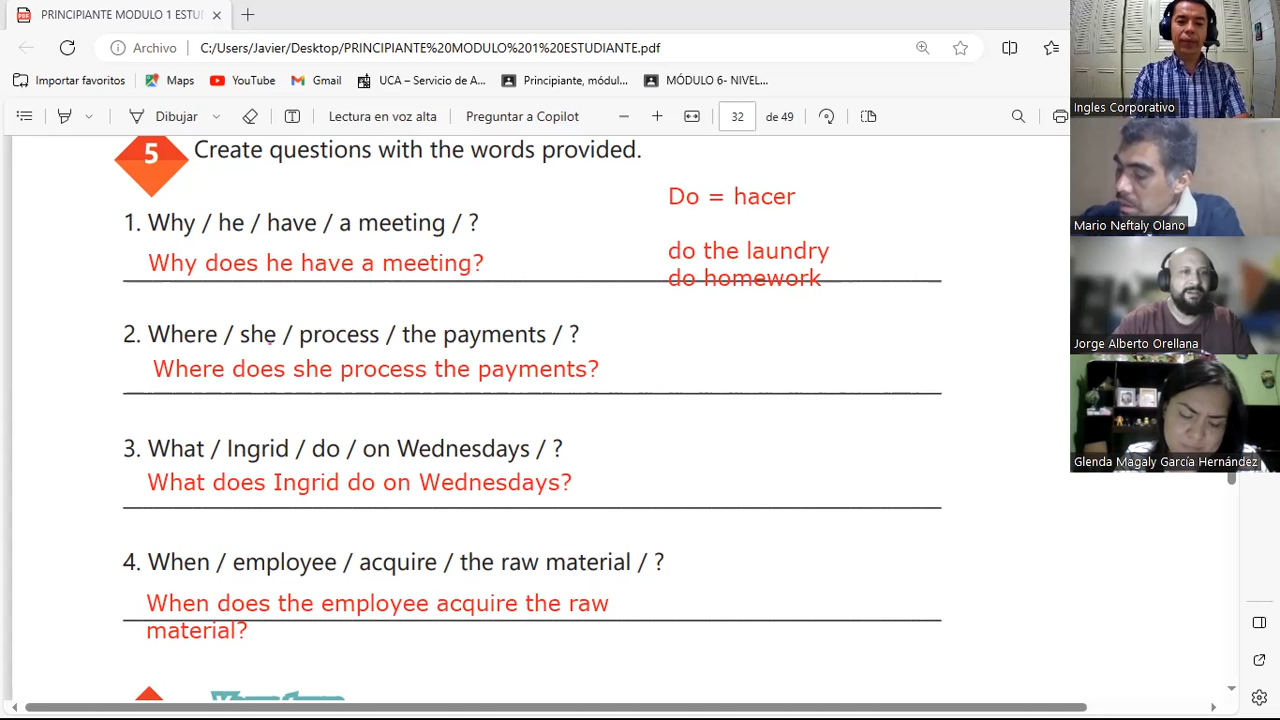 PRINCIPIANTE MODULO 1 ESTUD
Archivo
C:/Users/Javier/Desktop/PRINCIPIANTE%20MODULO%201%20ESTUDIANTE.pdf
Importar favoritos
Maps
YouTube
Gmail
UCA – Servicio de A...
Principiante, módul...
MÓDULO 6- NIVEL...
Dibujar
Lectura en voz alta
Preguntar a Copilot
32
de 49
5
Create questions with the words provided.
Do = hacer
1. Why / he / have / a meeting / ?
do the laundry
Why does he have a meeting?
do homework
2. Where / she / process / the payments / ?
Where does she process the payments?
3. What / Ingrid / do / on Wednesdays / ?
What does Ingrid do on Wednesdays?
4. When / employee / acquire / the raw material / ?
When does the employee acquire the raw
material?
Ingles Corporativo
Mario Neftaly Olano
Jorge Alberto Orellana
Glenda Magaly García Hernández